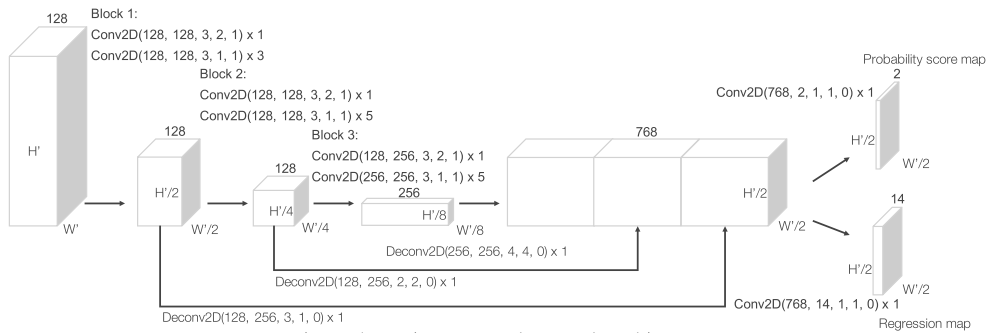 128
Block 1:
Conv2D(128, 128, 3, 2, 1) x 1
Conv2D(128, 128, 3, 1, 1) x 3
Block 2:
Conv2D(128, 128, 3, 2, 1) x 1
Conv2D(128, 128, 3, 1, 1) x 5
Block 3:
Conv2D(128, 256, 3, 2, 1) x 1
Conv2D(256, 256, 3, 1, 1) x 5
Probability score map
2
Conv2D(768, 2, 1, 1, 0) x 1
H'/2
W'/2
128
128
256
768
H'
H'/2
H'/4
H'/8
H'/2
W'
W'/2
W'/4
W'/8
W'/2
Deconv2D(256, 256, 4, 4, 0) x 1
Deconv2D(128, 256, 2, 2, 0) x 1
Deconv2D(128, 256, 3, 1, 0) x 1
14
H'/2
W'/2
Conv2D(768, 14, 1, 1, 0) x 1
Regression map